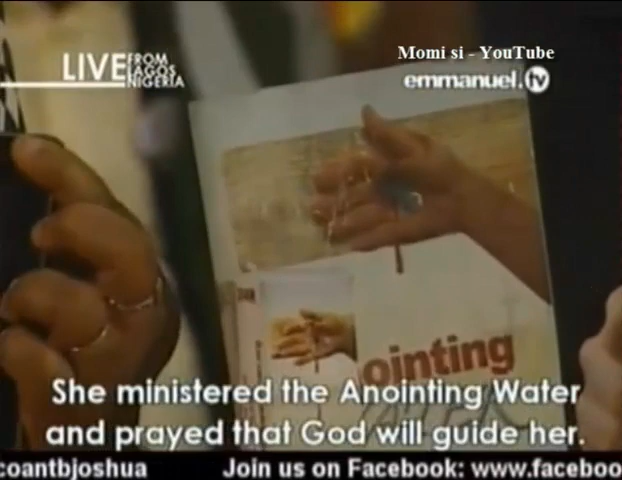 LIVE FROM LAGOS NIGERIA
Momi si - YouTube
emmanuel.tv
ointing
She ministered the Anointing Water
and prayed that God will guide her.
coantbjoshua Join us on Facebook: www.faceboo